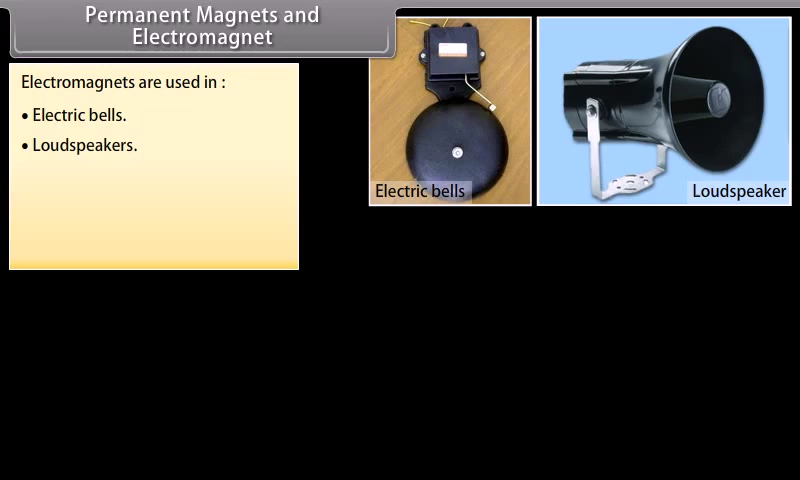 Permanent Magnets and
Electromagnet
Electromagnets are used in :
• Electric bells.
• Loudspeakers.
Electric bells
Loudspeaker